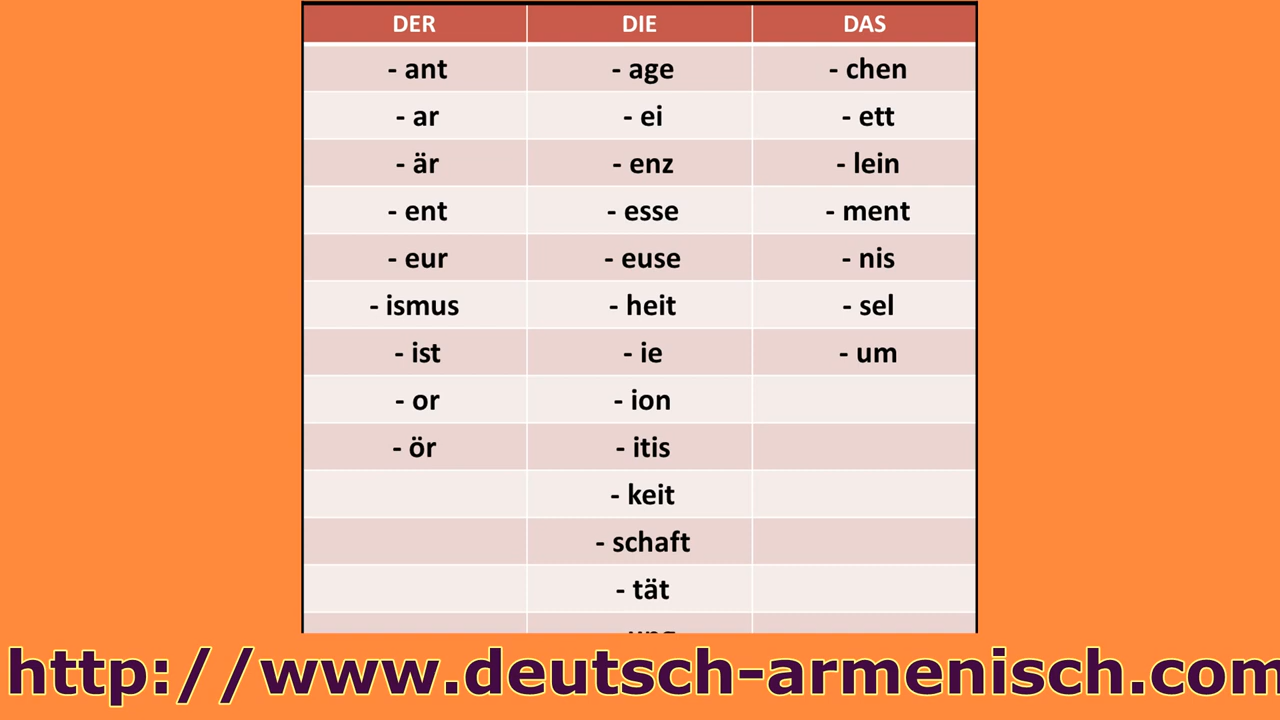 DER DIE DAS
- ant - age - chen
- ar - ei - ett
- är - enz - lein
- ent - esse - ment
- eur - euse - nis
- ismus - heit - sel
- ist - ie - um
- or - ion
- ör - itis
- keit
- schaft
- tät
http://www.deutsch-armenisch.com